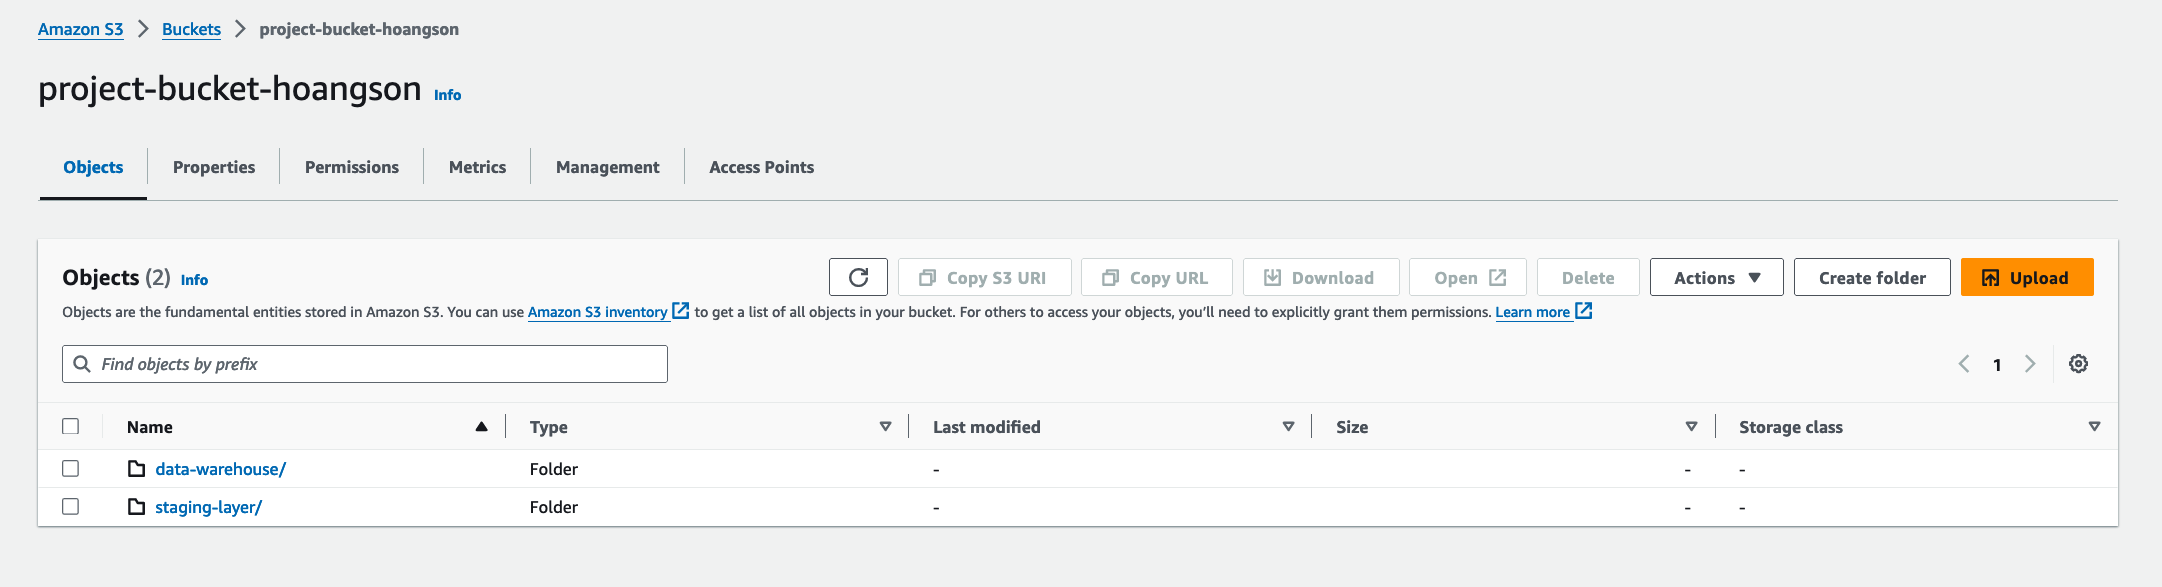 Amazon S3 > Buckets > project-bucket-hoangson
project-bucket-hoangson Info
Objects Properties Permissions Metrics Management Access Points
Objects (2) Info Copy S3 URI Copy URL Download Open Delete Actions Create folder Upload
Objects are the fundamental entities stored in Amazon S3. You can use Amazon S3 inventory to get a list of all objects in your bucket. For others to access your objects, you'll need to explicitly grant them permissions. Learn more
Find objects by prefix 1
Name Type Last modified Size Storage class
data-warehouse/ Folder - - -
staging-layer/ Folder - - -